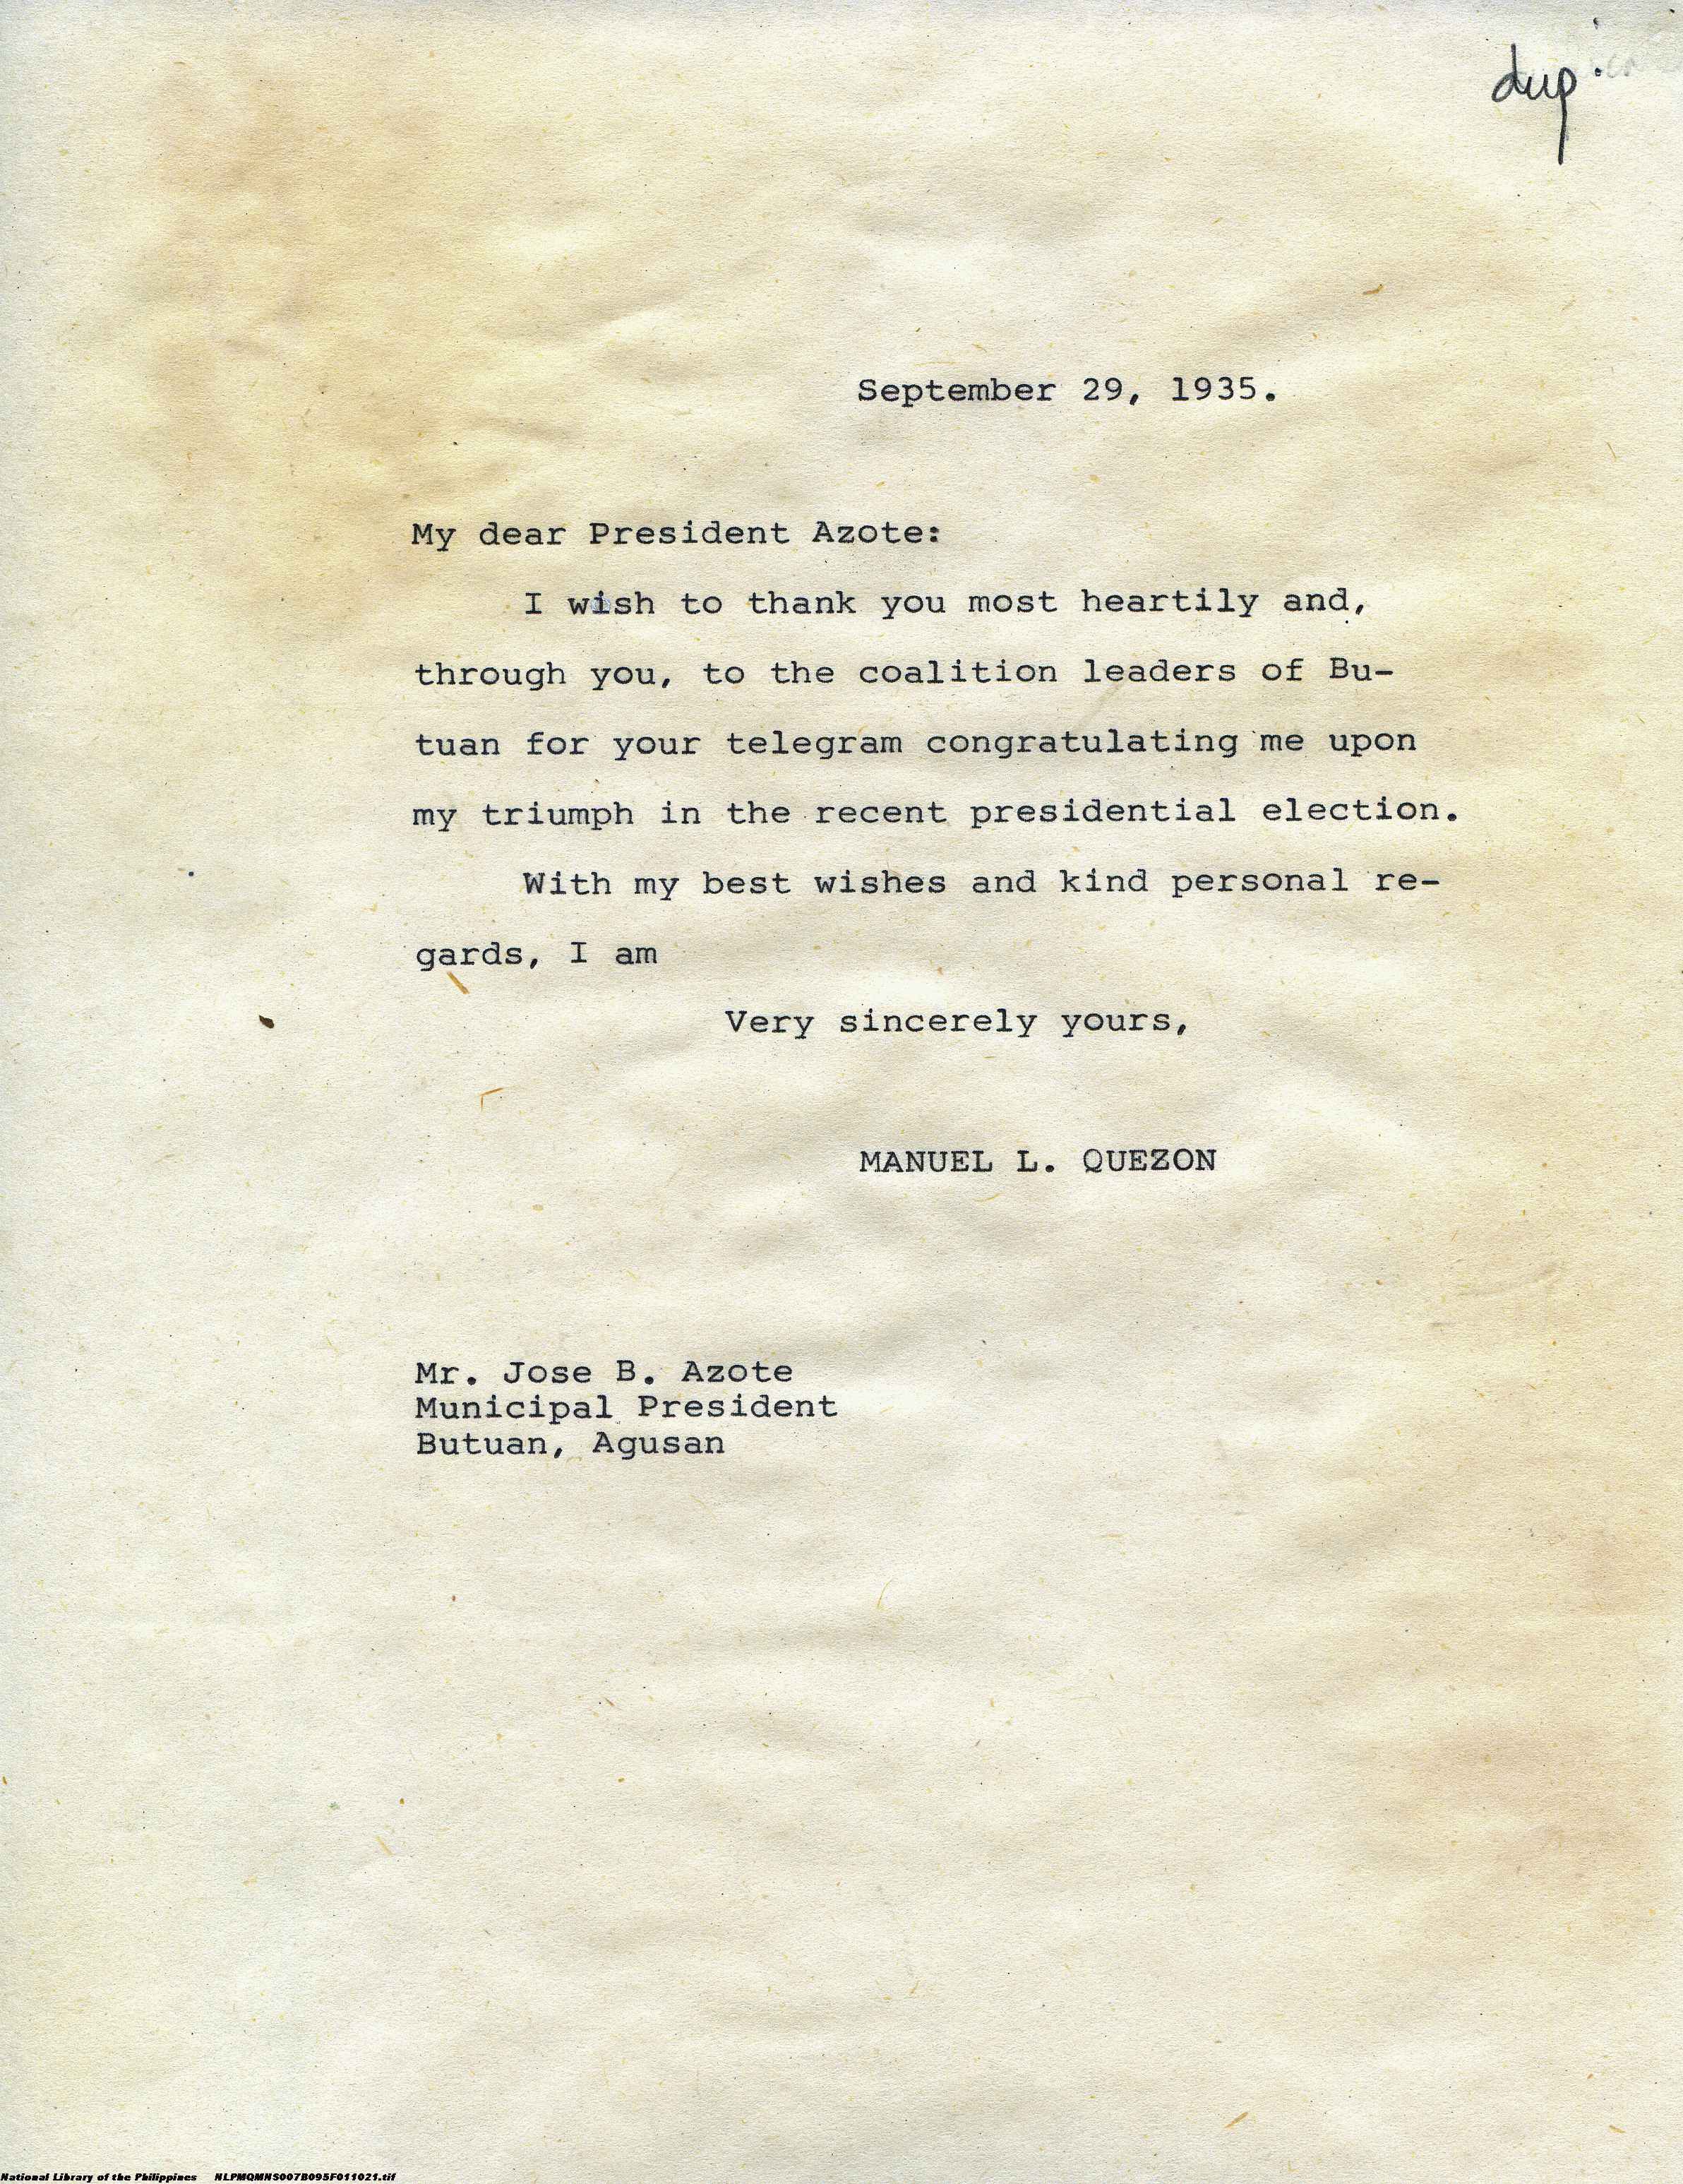 dup.
September 29, 1935.
My dear President Azote:
I wish to thank you most heartily and,
through you, to the coalition leaders of Bu-
tuan for your telegram congratulating me upon
my triumph in the recent presidential election.
With my best wishes and kind personal re-
gards, I am
Very sincerely yours,
MANUEL L. QUEZON
Mr. Jose B. Azote
Municipal President
Butuan, Agusan
National Library of the Philippines NLPMQMNS007B095F011021.tif